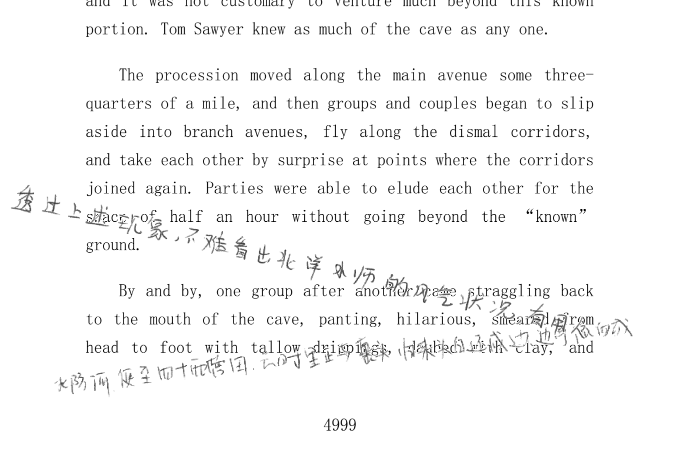 and it was not customary to venture much beyond this known
portion. Tom Sawyer knew as much of the cave as any one.
The procession moved along the main avenue some three-
quarters of a mile, and then groups and couples began to slip
aside into branch avenues, fly along the dismal corridors,
and take each other by surprise at points where the corridors
joined again. Parties were able to elude each other for the
space of half an hour without going beyond the “known”
ground.
透过上述现象,不难看出北洋水师的 状况
By and by, one group after another came straggling back
to the mouth of the cave, panting, hilarious, smeared from
head to foot with tallow drippings, daubed with clay, and
4999